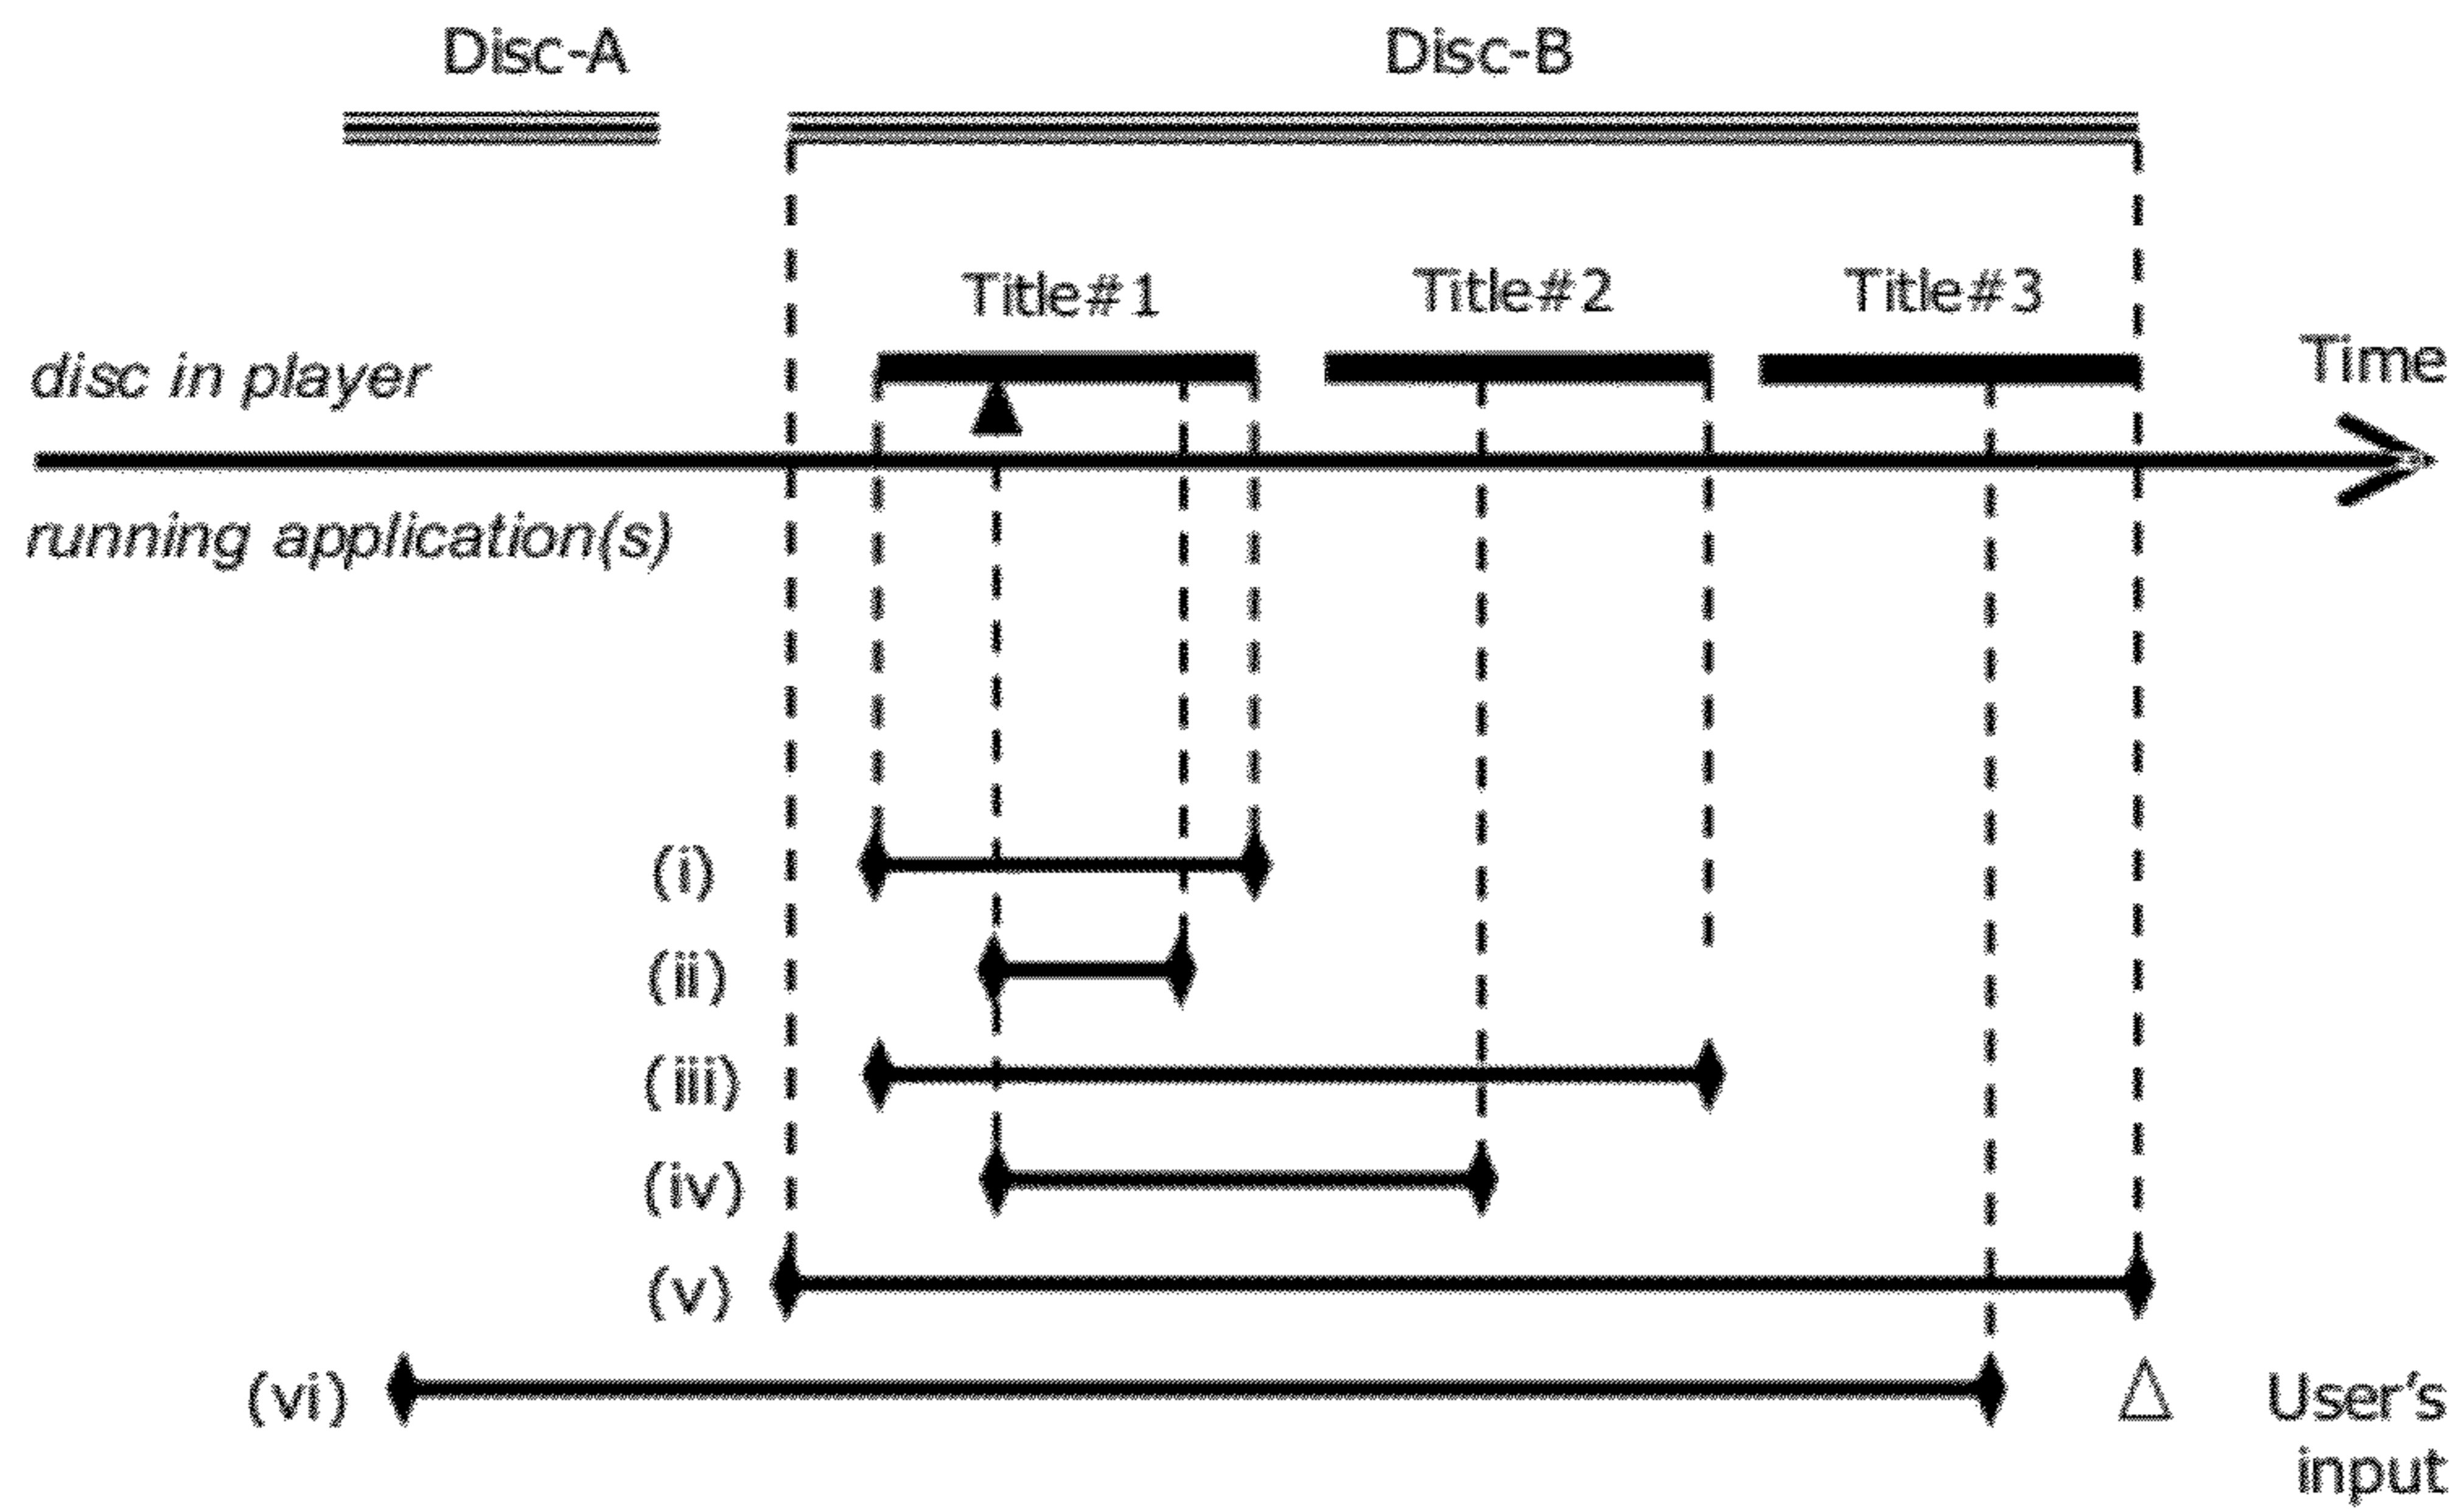 Disc-A
Disc-B
Title#1
Title#2
Title#3
Time
disc in player
running application(s)
(i)
(ii)
(iii)
(iv)
(v)
(vi)
User's
input